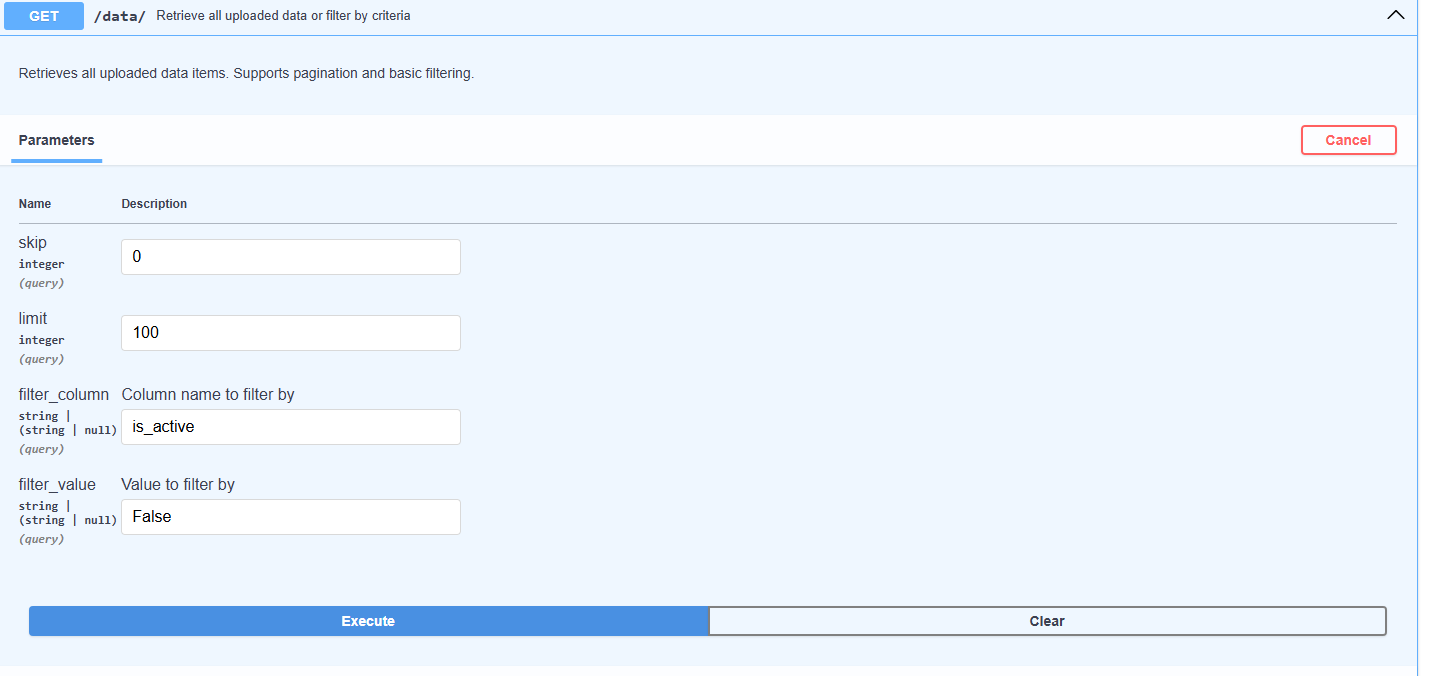 GET /data/ Retrieve all uploaded data or filter by criteria
Retrieves all uploaded data items. Supports pagination and basic filtering.
Parameters
Cancel
Name Description
skip
integer
(query)
0
limit
integer
(query)
100
filter_column
string |
(string | null)
(query)
Column name to filter by
is_active
filter_value
string |
(string | null)
(query)
Value to filter by
False
Execute
Clear